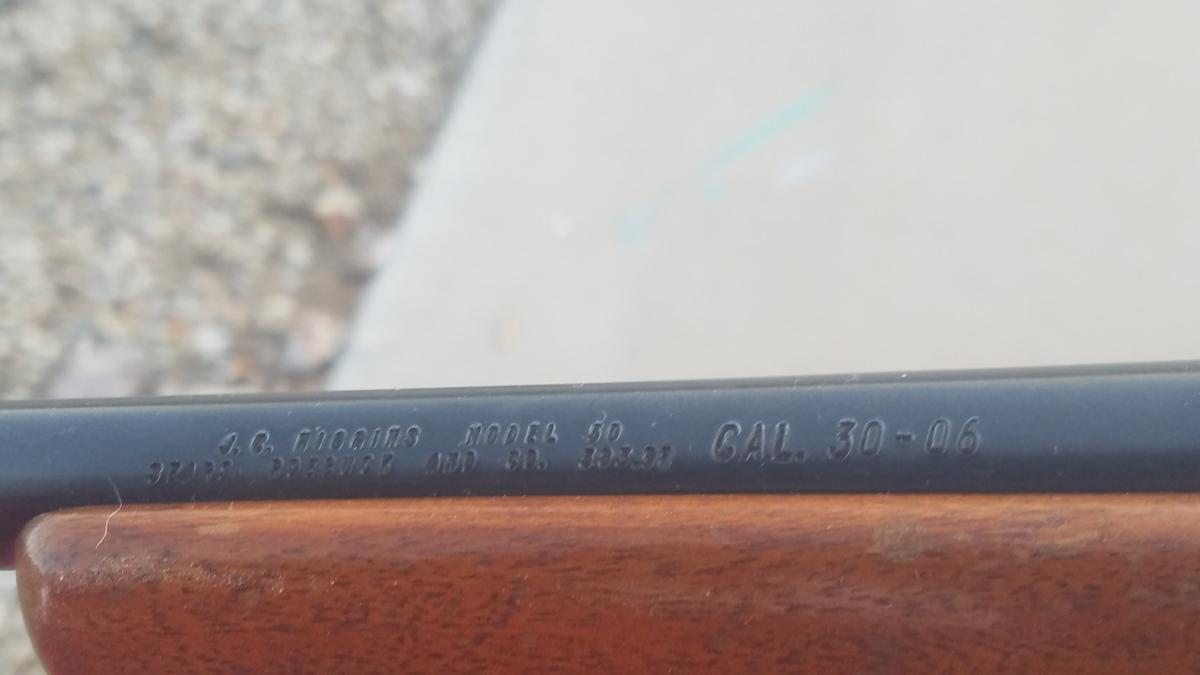 J.C. HIGGINS MODEL 50
SEARS, ROEBUCK AND CO.
CAL. 30-06